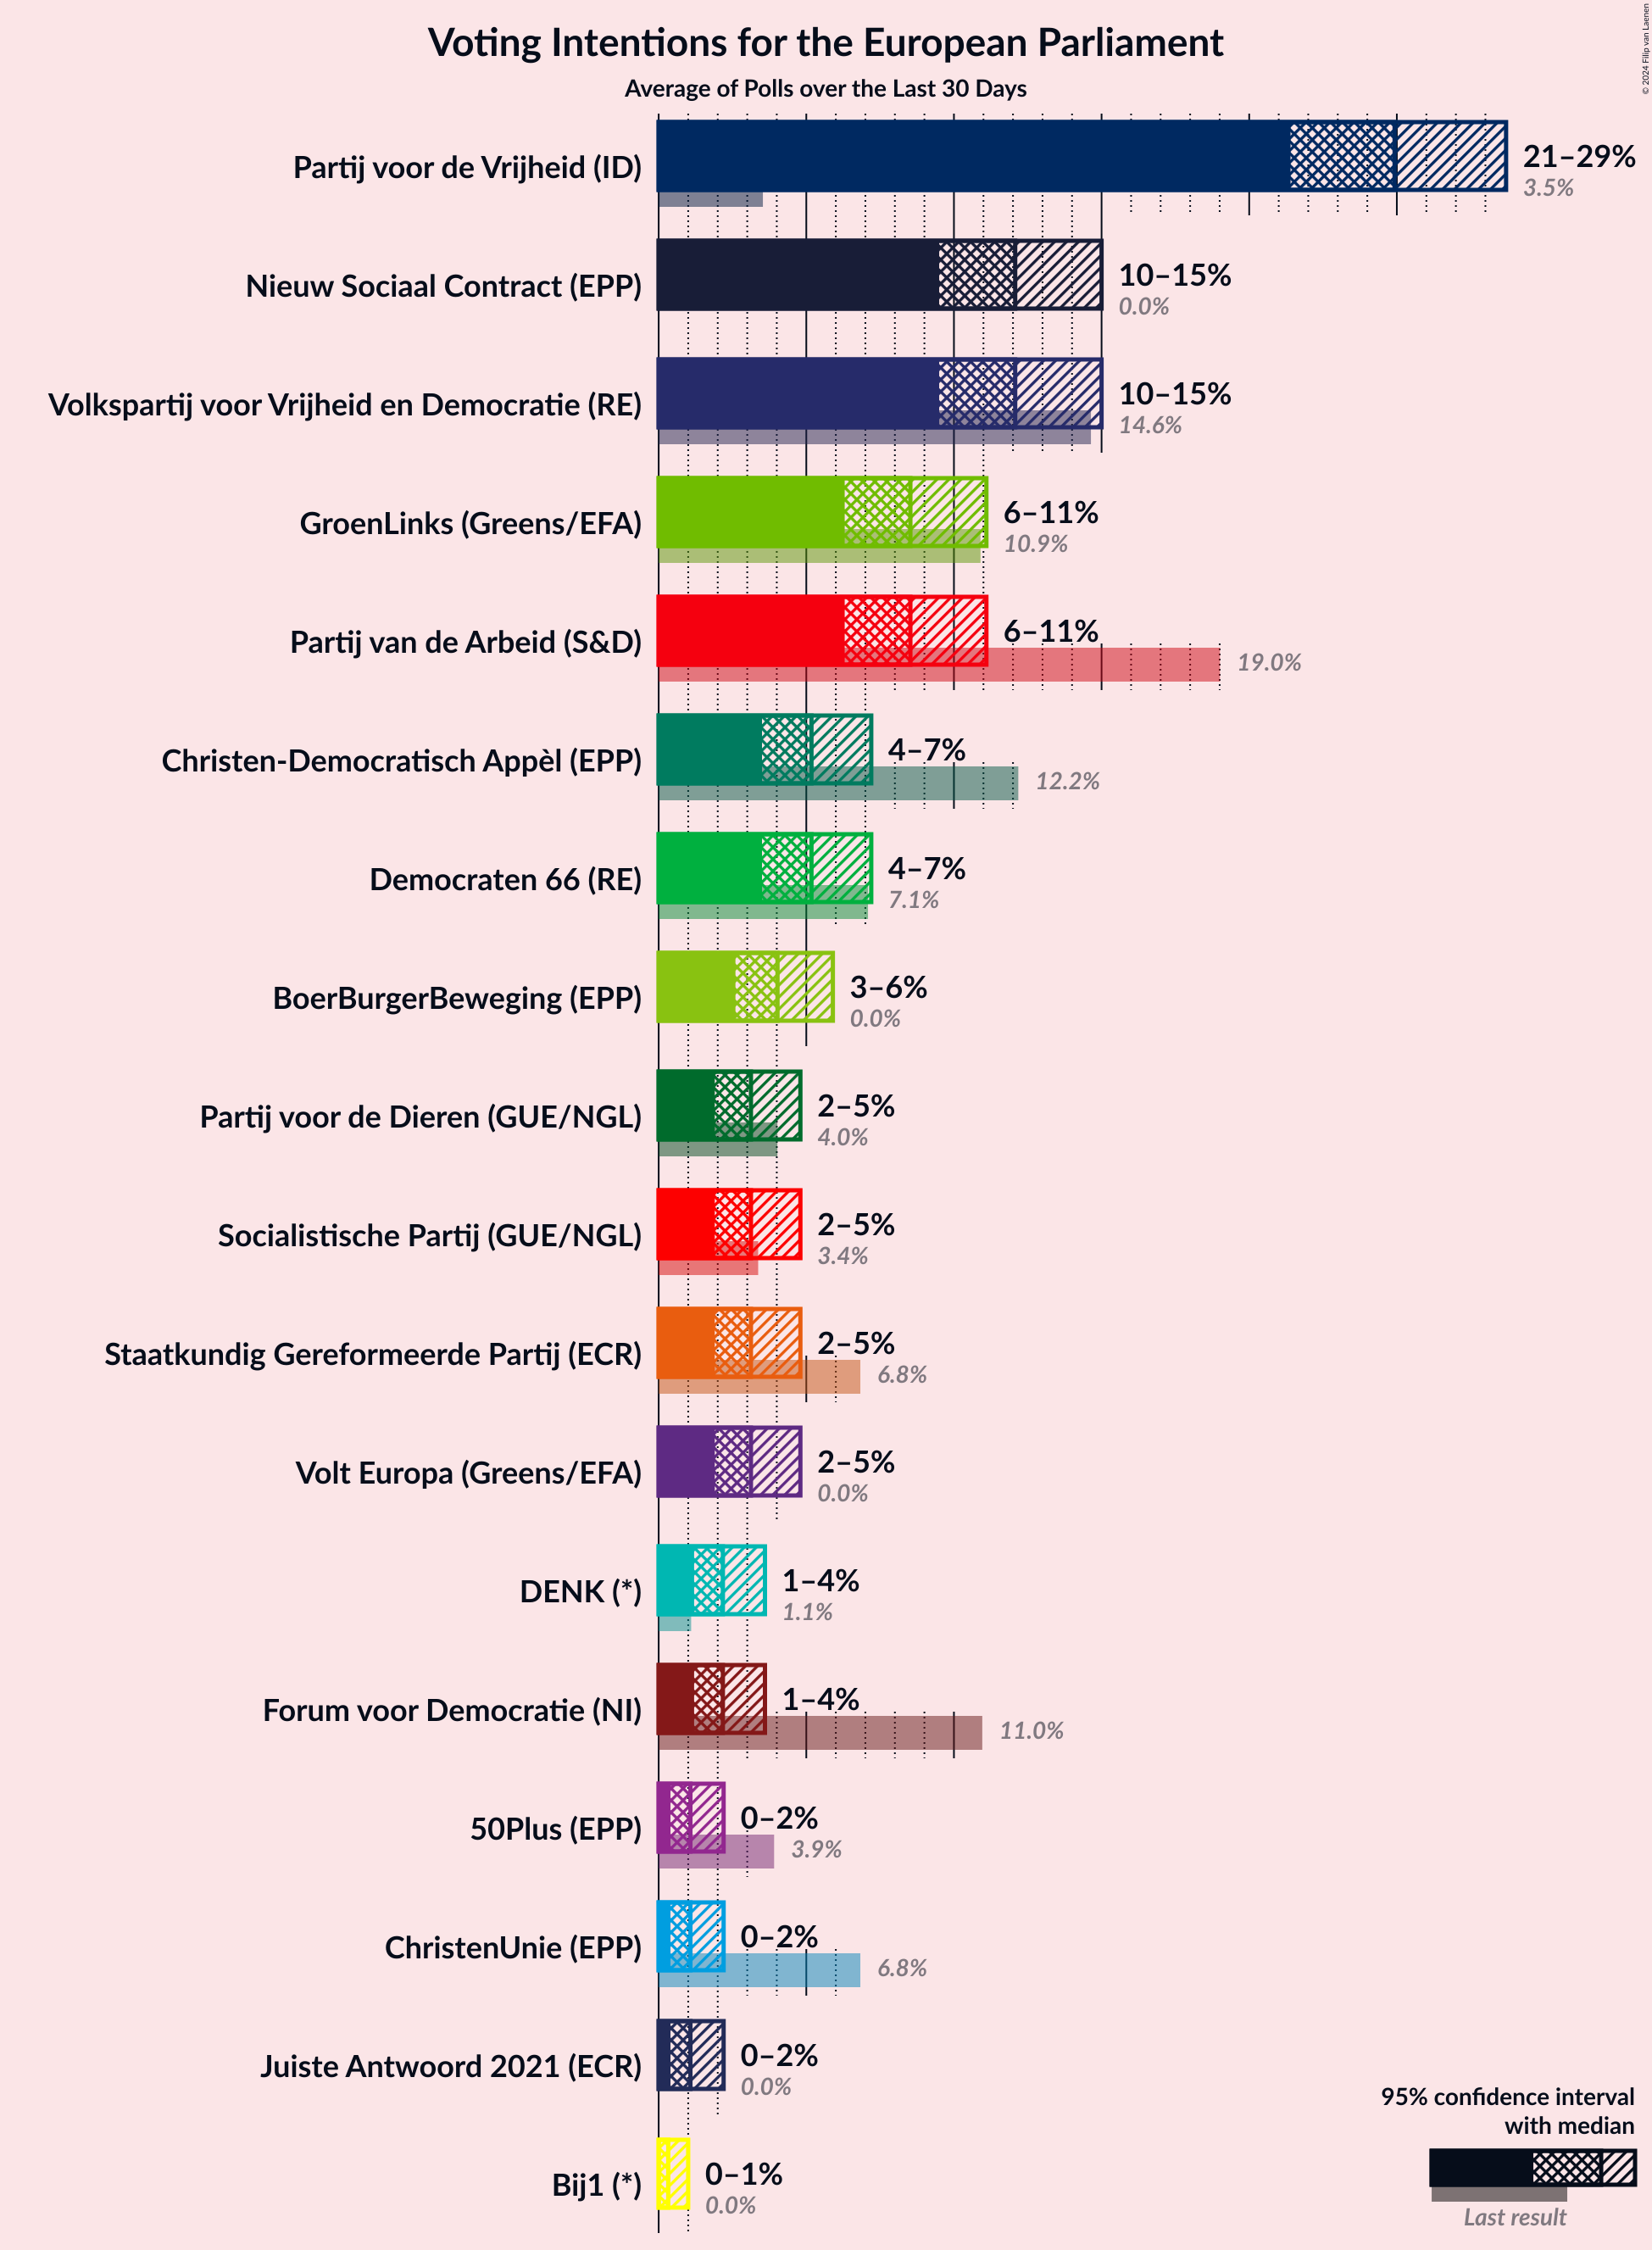 Voting Intentions for the European Parliament
Average of Polls over the Last 30 Days
© 2024 Filip van Laenen
Partij voor de Vrijheid (ID)
21–29%
3.5%
Nieuw Sociaal Contract (EPP)
10–15%
0.0%
Volkspartij voor Vrijheid en Democratie (RE)
10–15%
14.6%
GroenLinks (Greens/EFA)
6–11%
10.9%
Partij van de Arbeid (S&D)
6–11%
19.0%
Christen-Democratisch Appèl (EPP)
4–7%
12.2%
Democraten 66 (RE)
4–7%
7.1%
BoerBurgerBeweging (EPP)
3–6%
0.0%
Partij voor de Dieren (GUE/NGL)
2–5%
4.0%
Socialistische Partij (GUE/NGL)
2–5%
3.4%
Staatkundig Gereformeerde Partij (ECR)
2–5%
6.8%
Volt Europa (Greens/EFA)
2–5%
0.0%
DENK (*)
1–4%
1.1%
Forum voor Democratie (NI)
1–4%
11.0%
50Plus (EPP)
0–2%
3.9%
ChristenUnie (EPP)
0–2%
6.8%
Juiste Antwoord 2021 (ECR)
0–2%
0.0%
Bij1 (*)
0–1%
0.0%
95% confidence interval
with median
Last result